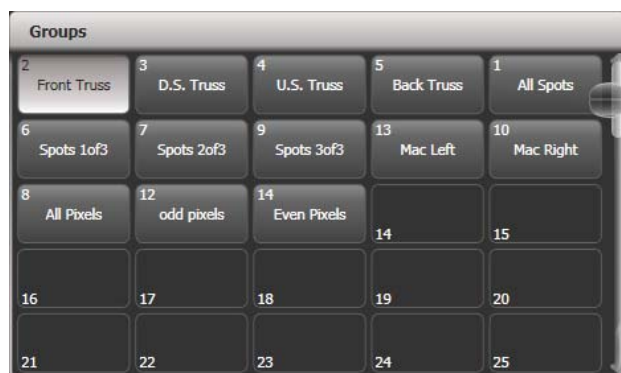 Groups
2 3 4 5 1
Front Truss D.S. Truss U.S. Truss Back Truss All Spots
6 7 9 13 10
Spots 1of3 Spots 2of3 Spots 3of3 Mac Left Mac Right
8 12 14
All Pixels odd pixels Even Pixels
14 15
16 17 18 19 20
21 22 23 24 25